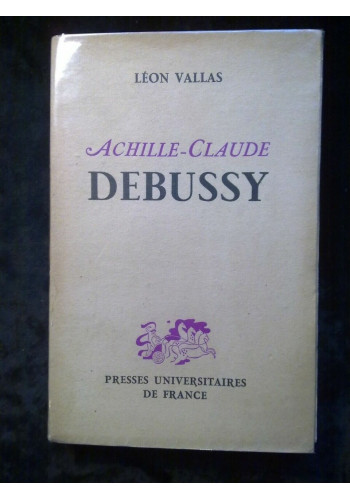 LÉON VALLAS
ACHILLE-CLAUDE
DEBUSSY
PRESSES UNIVERSITAIRES
DE FRANCE